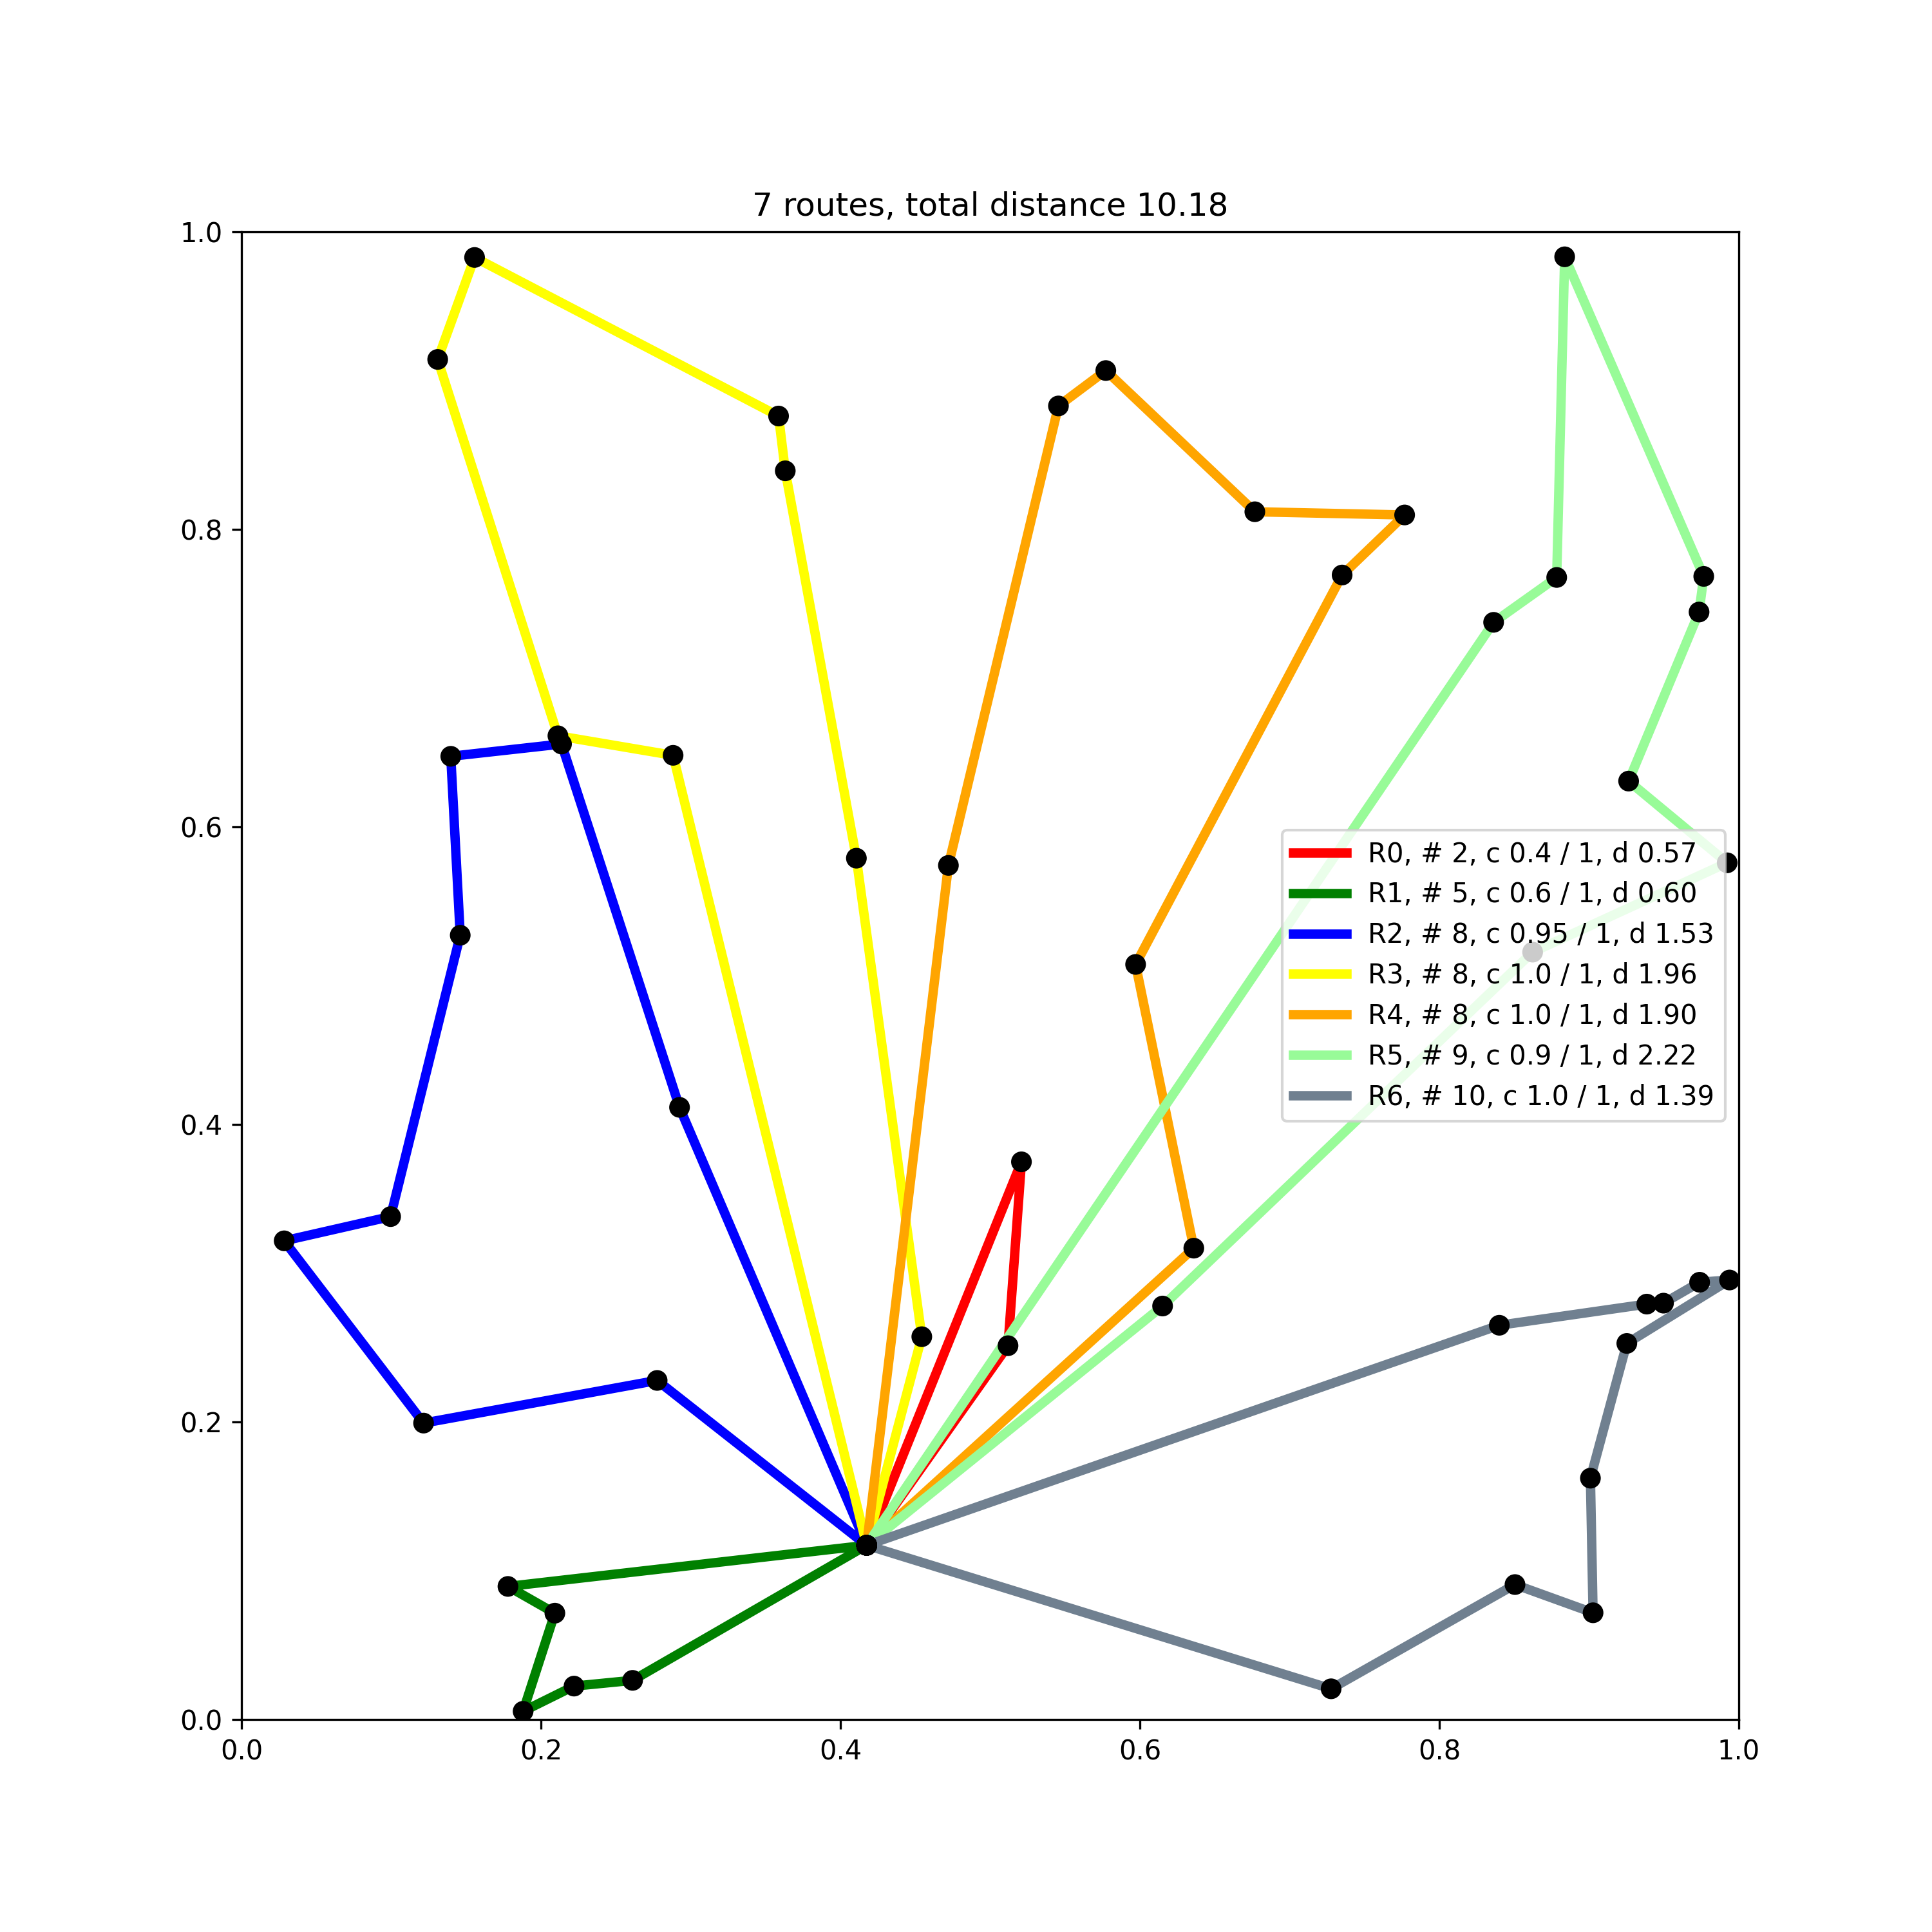 7 routes, total distance 10.18
1.0
0.8
0.6
0.4
0.2
0.0
R0, # 2, c 0.4 / 1, d 0.57
R1, # 5, c 0.6 / 1, d 0.60
R2, # 8, c 0.95 / 1, d 1.53
R3, # 8, c 1.0 / 1, d 1.96
R4, # 8, c 1.0 / 1, d 1.90
R5, # 9, c 0.9 / 1, d 2.22
R6, # 10, c 1.0 / 1, d 1.39
0.0 0.2 0.4 0.6 0.8 1.0